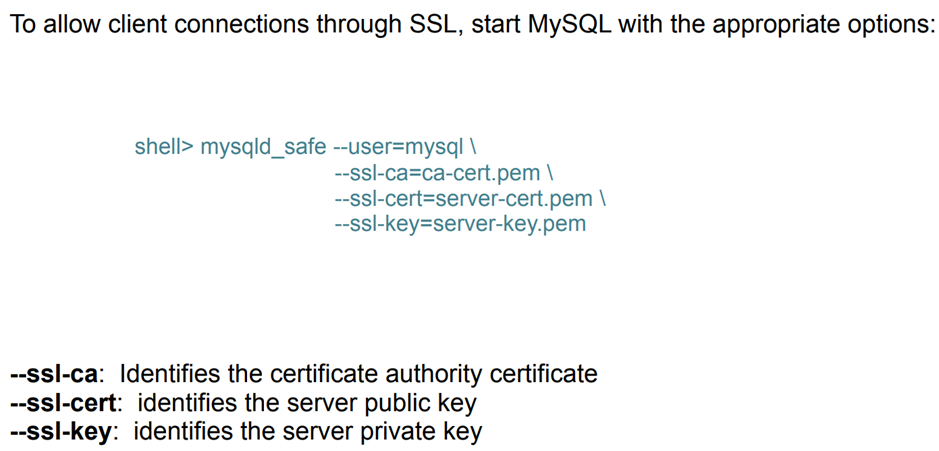 To allow client connections through SSL, start MySQL with the appropriate options:
shell> mysqld_safe --user=mysql \
--ssl-ca=ca-cert.pem \
--ssl-cert=server-cert.pem \
--ssl-key=server-key.pem
--ssl-ca: Identifies the certificate authority certificate
--ssl-cert: identifies the server public key
--ssl-key: identifies the server private key